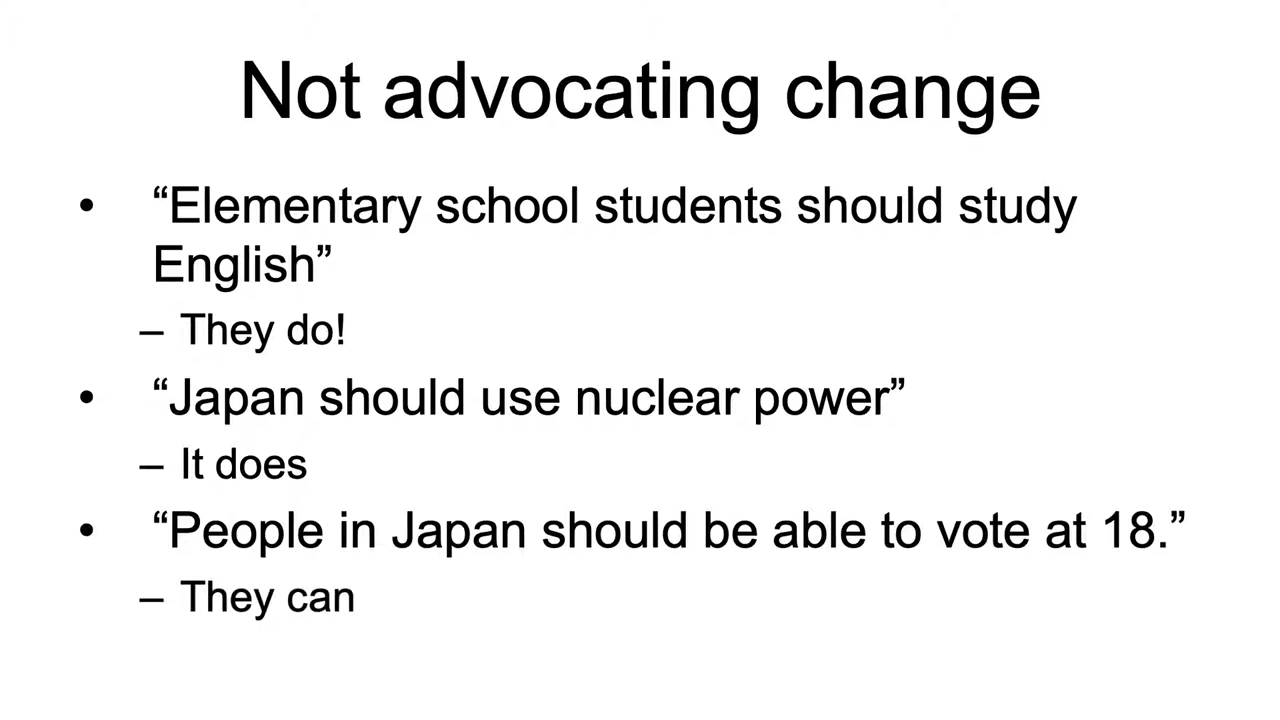 Not advocating change
• “Elementary school students should study
English”
– They do!
• “Japan should use nuclear power”
– It does
• “People in Japan should be able to vote at 18.”
– They can